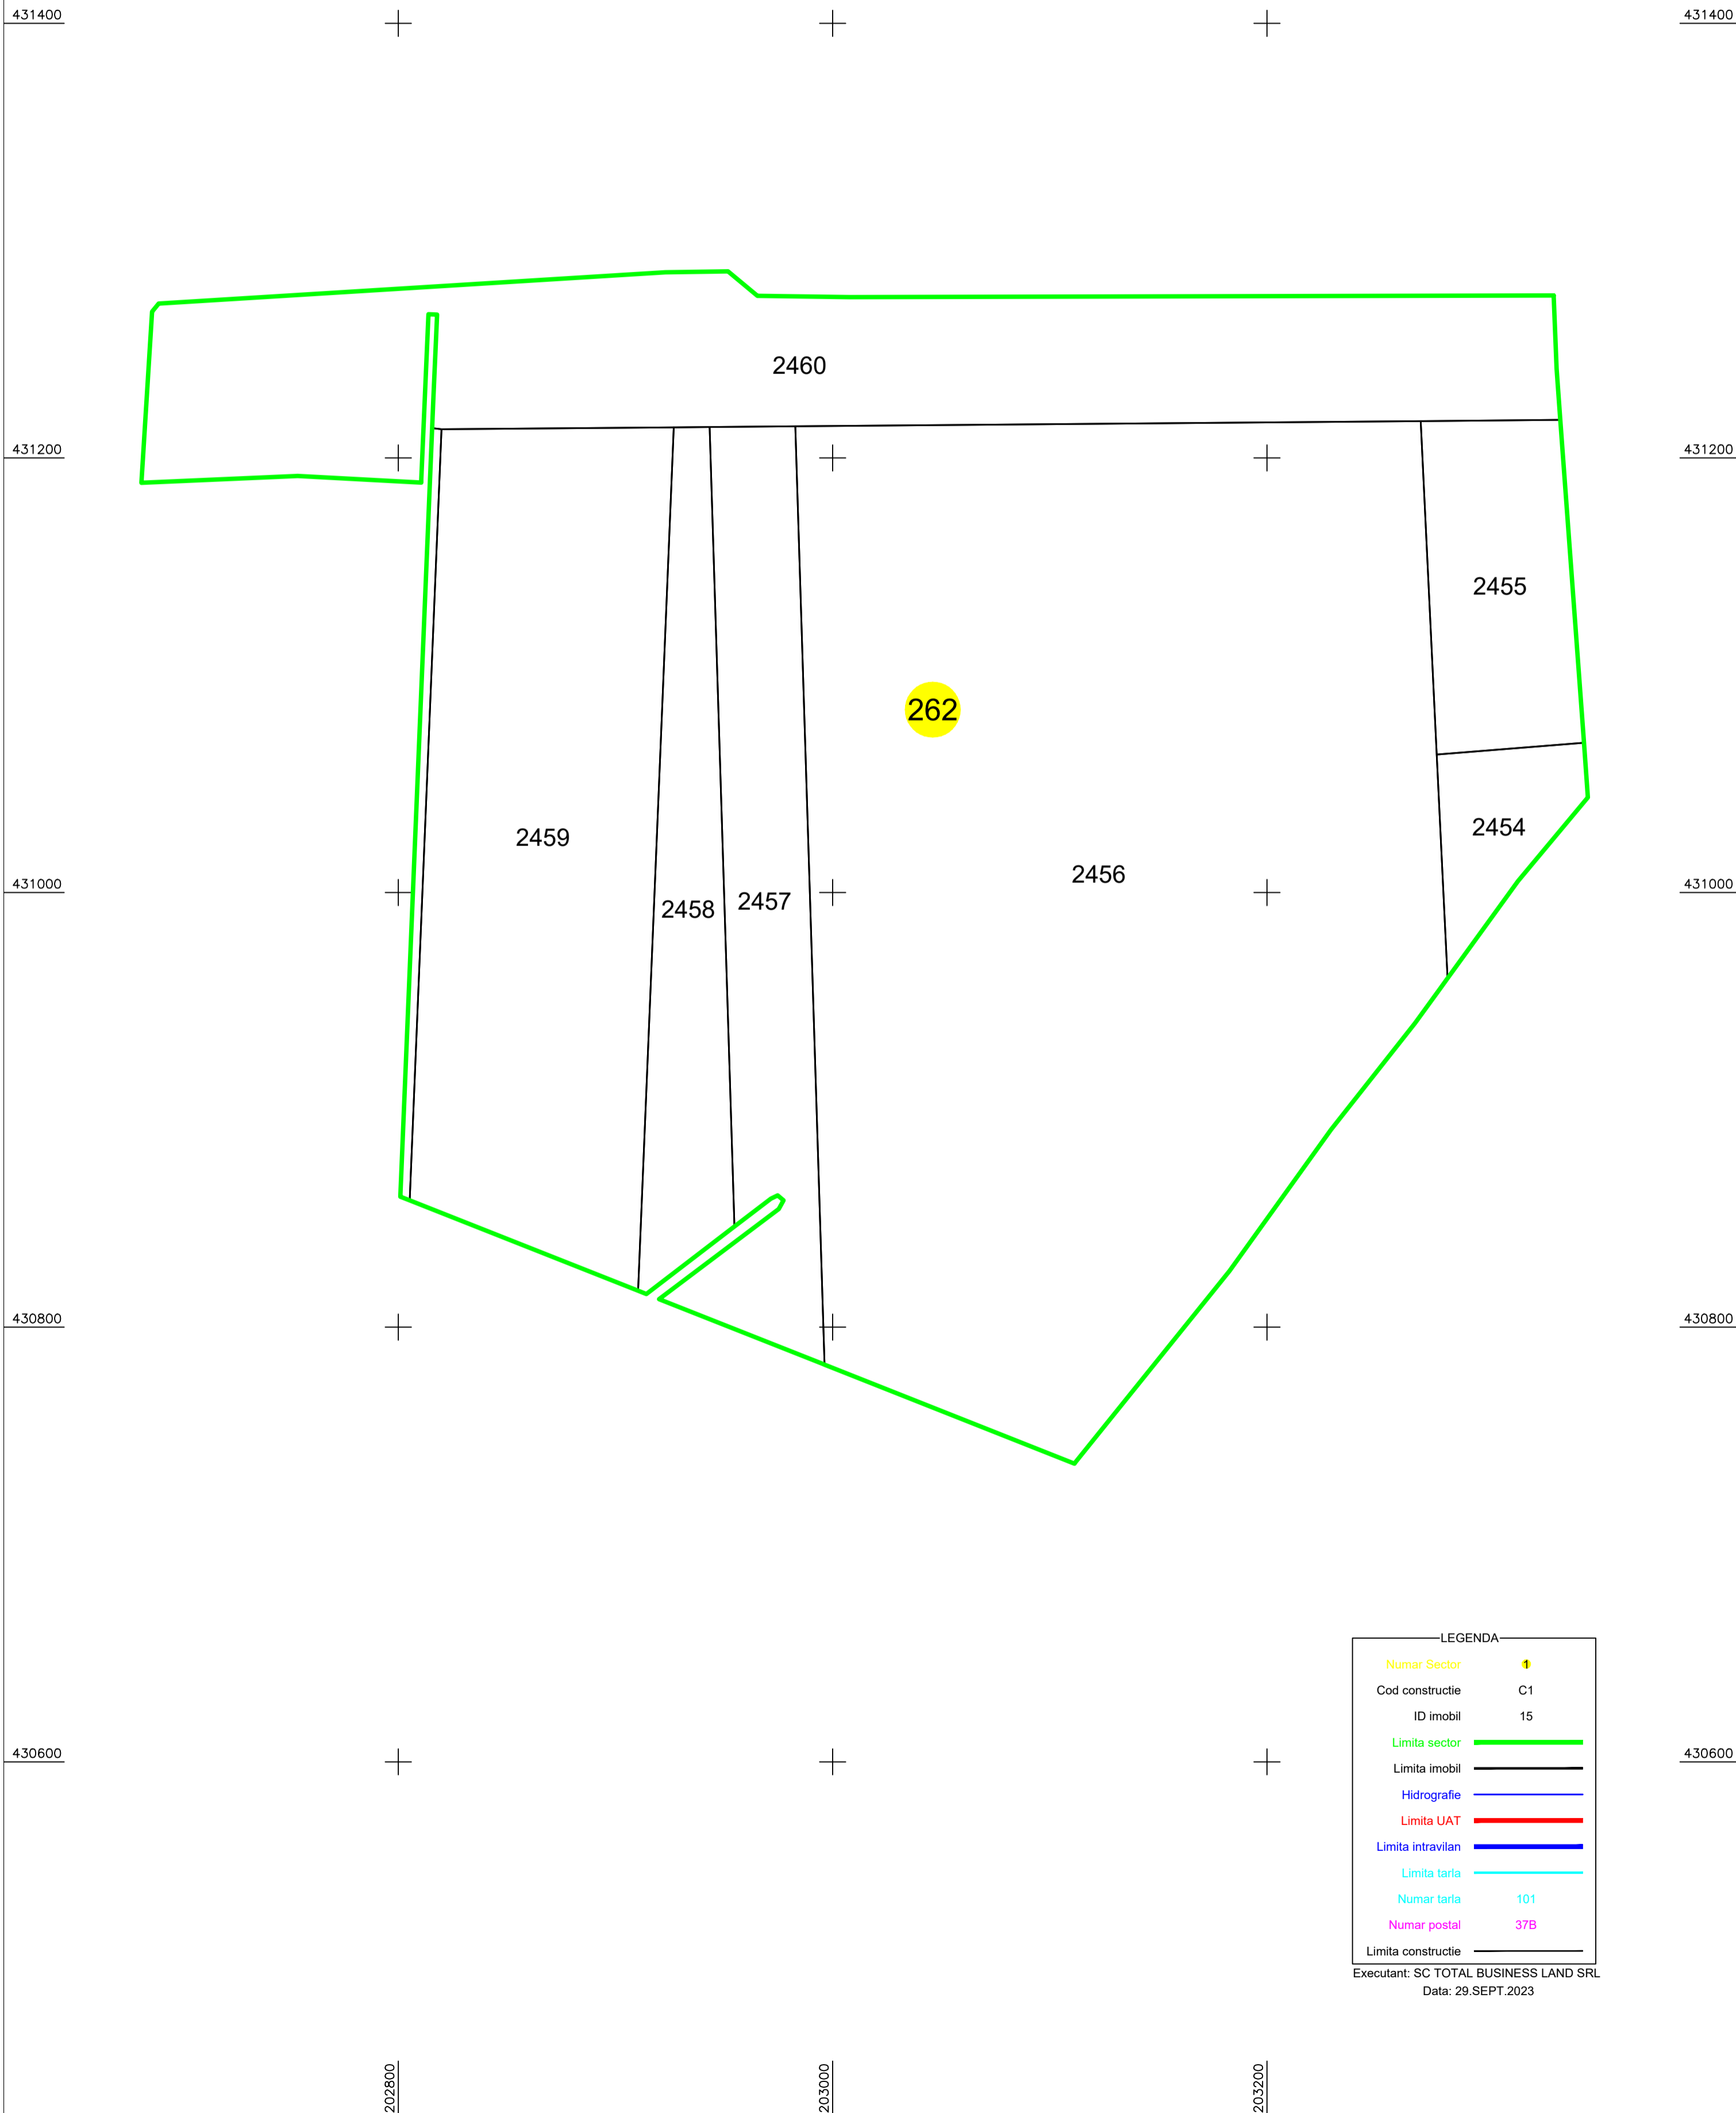 431400
431400
2460
431200
431200
2455
262
2454
2459
2456
431000
431000
2457
2458
430800
430800
LEGENDA
Numar Sector 1
Cod constructie C1
ID imobil 15
Limita sector
430600
430600
Limita imobil
Hidrografie
Limita UAT
Limita intravilan
Limita tarla
Numar tarla 101
Numar postal 37B
Limita constructie
Executant: SC TOTAL BUSINESS LAND SRL
Data: 29.SEPT.2023
202800
203000
203200